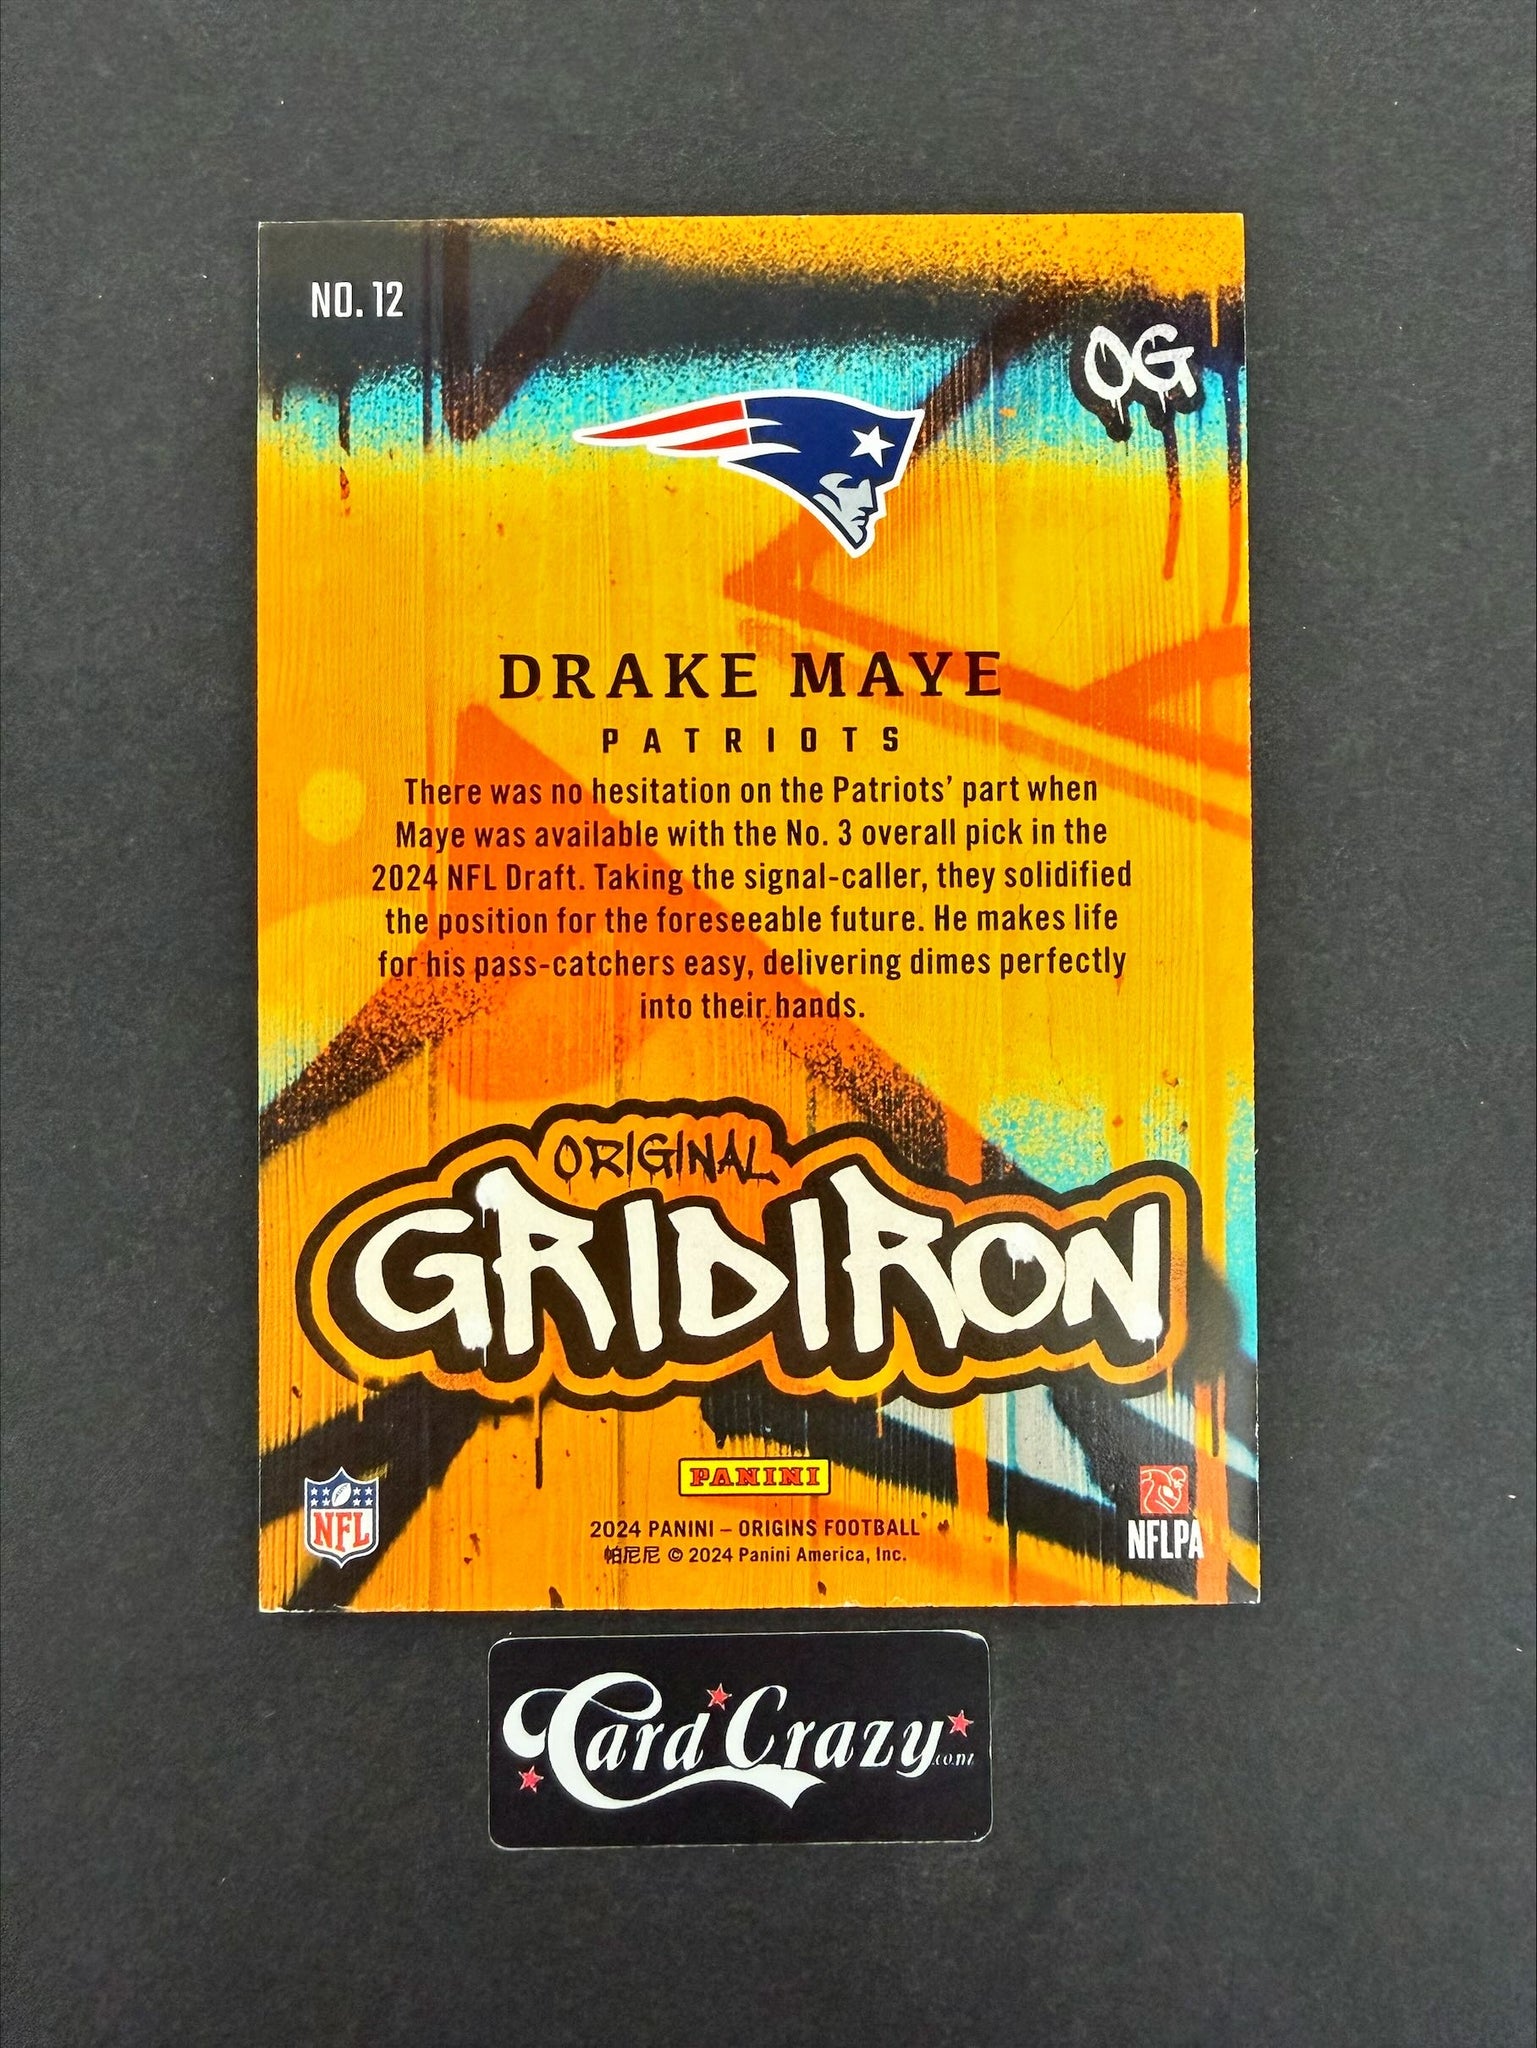 NO. 12
OG
DRAKE MAYE
PATRIOTS
There was no hesitation on the Patriots' part when
Maye was available with the No. 3 overall pick in the
2024 NFL Draft. Taking the signal-caller, they solidified
the position for the foreseeable future. He makes life
for his pass-catchers easy, delivering dimes perfectly
into their hands.
ORIGINAL
GRIDIRON
PANINI
NFL
NFLPA
2024 PANINI – ORIGINS FOOTBALL
帕尼尼 © 2024 Panini America, Inc.
Card Crazy.co.nz